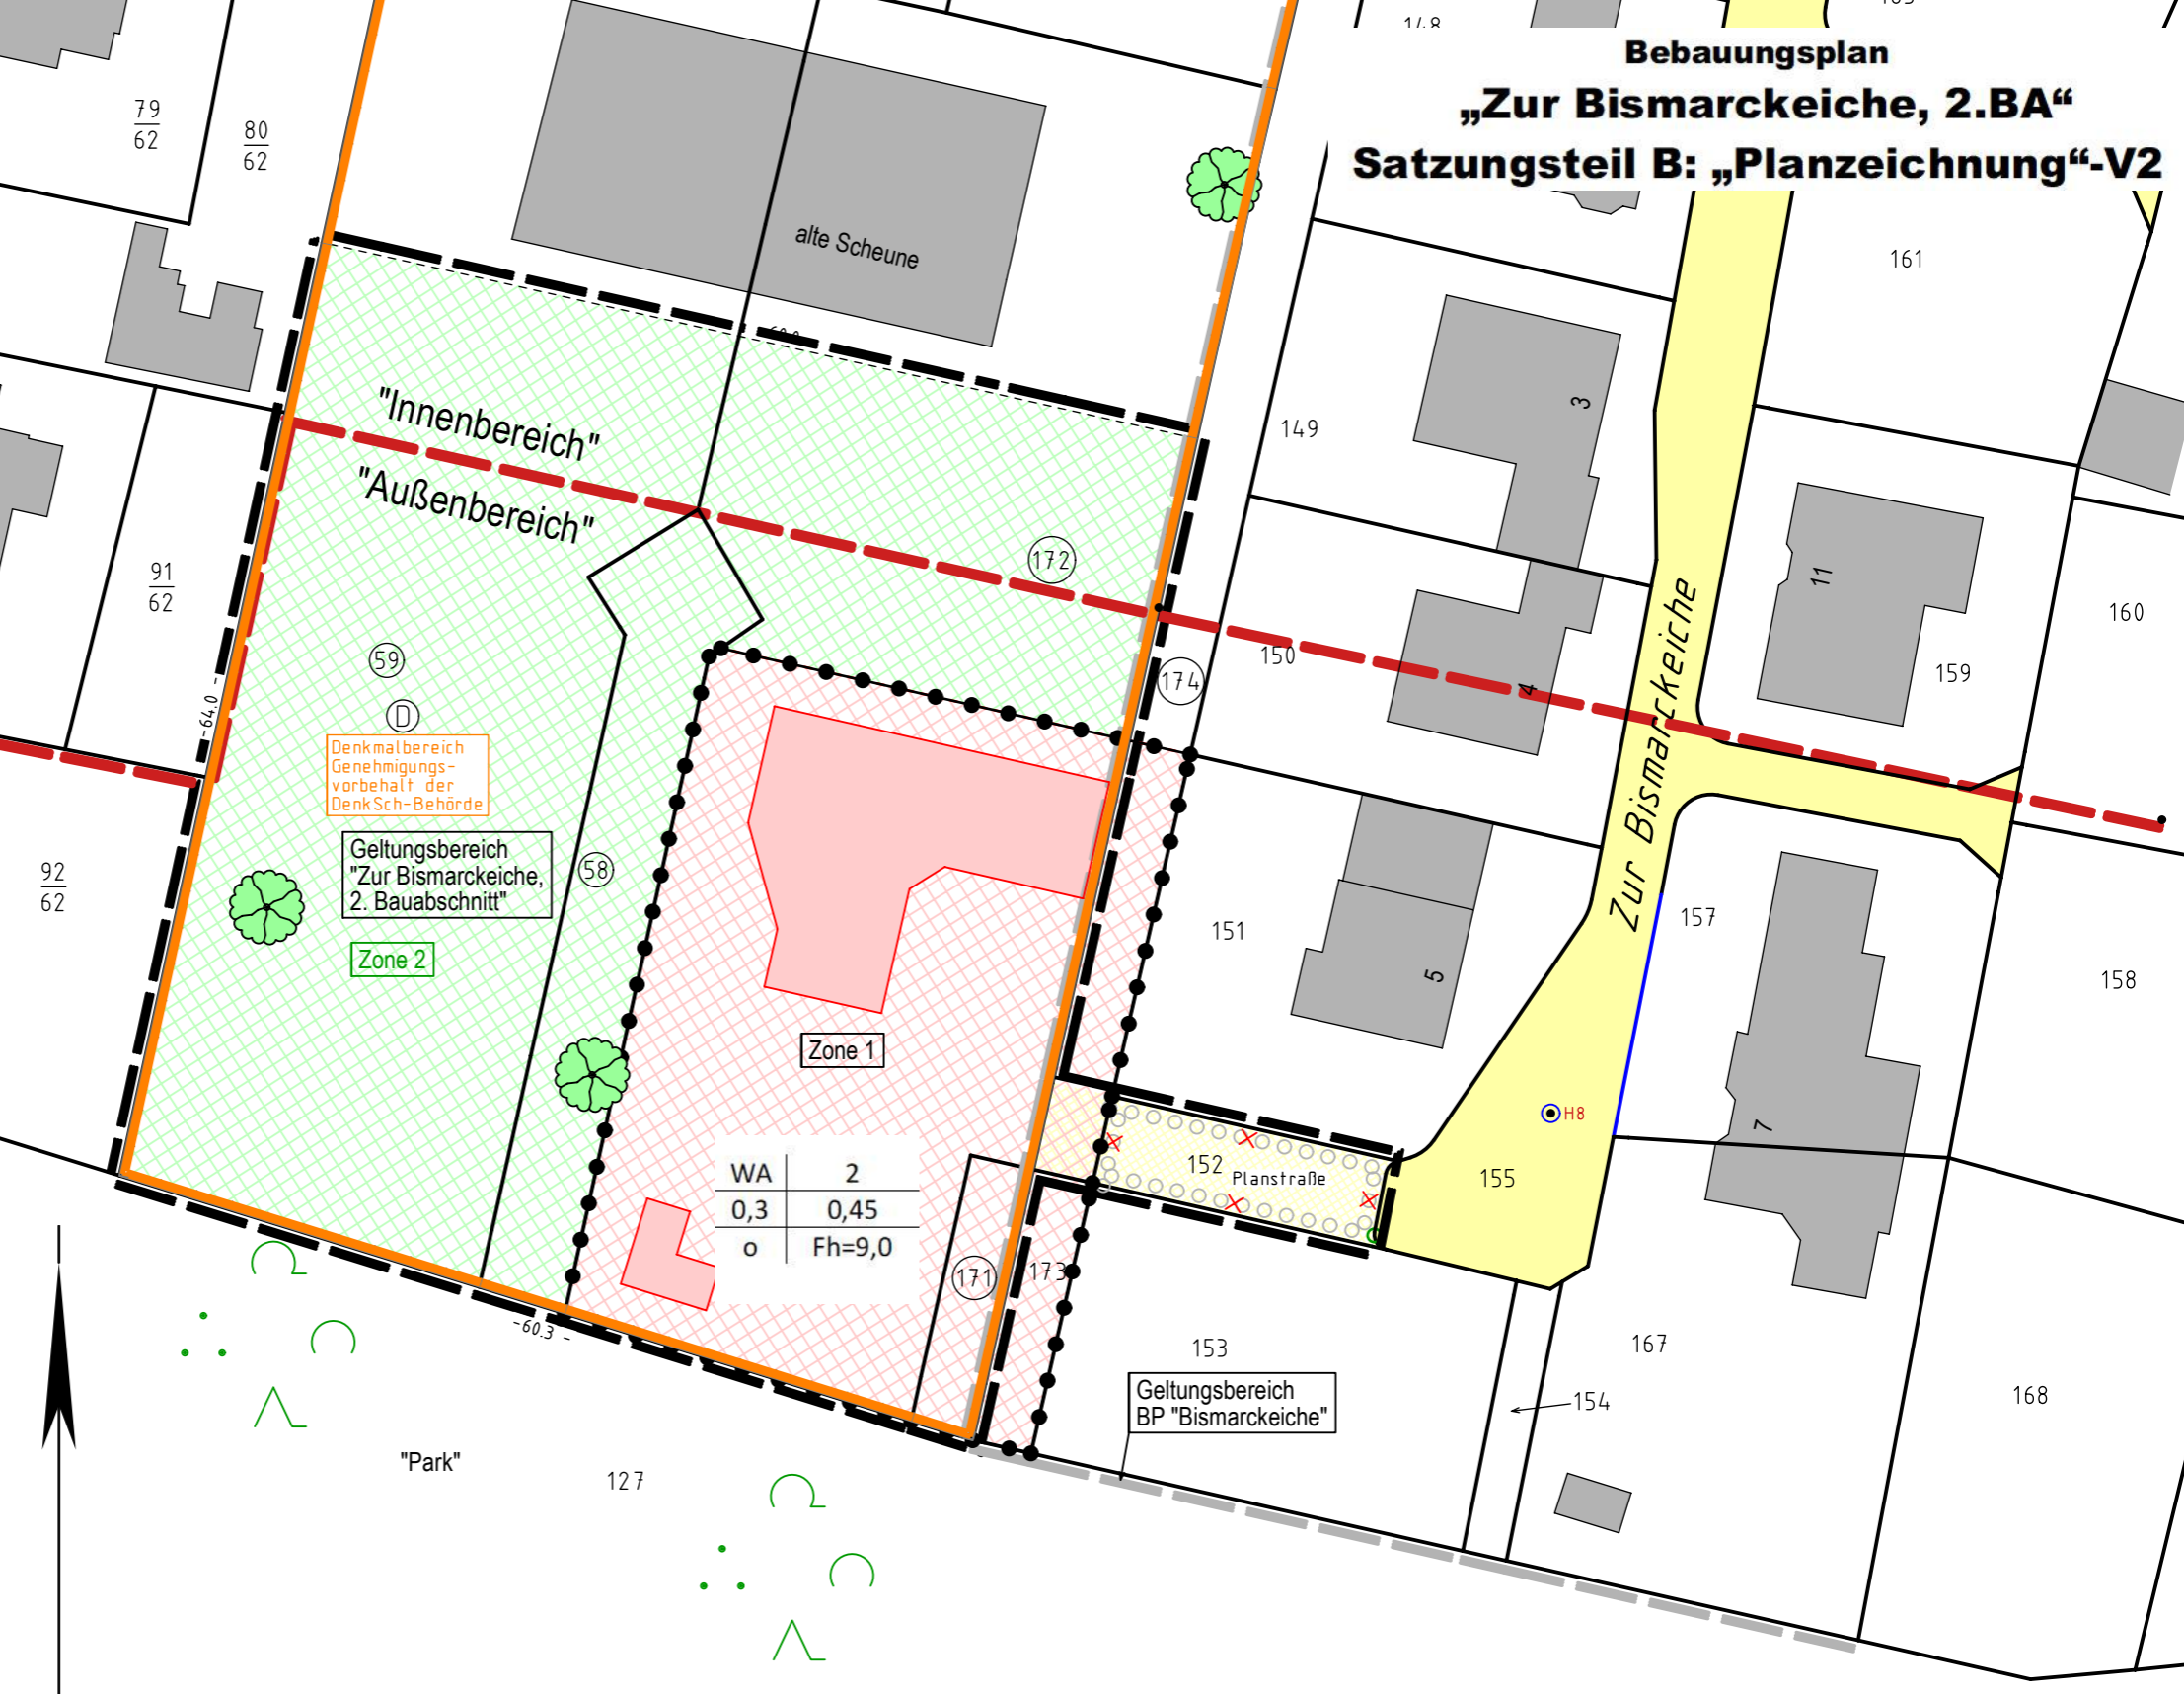 Bebauungsplan
„Zur Bismarckeiche, 2.BA“
Satzungsteil B: „Planzeichnung“-V2
79
62
80
62
alte Scheune
161
"Innenbereich"
"Außenbereich"
149
3
172
11
160
91
62
59
D
-64.0 -
Denkmalbereich
Genehmigungs-
vorbehalt der
DenkSch-Behörde
150
174
4
159
Zur Bismarckeiche
92
62
Geltungsbereich
"Zur Bismarckeiche,
2. Bauabschnitt"
58
Zone 2
151
5
157
158
Zone 1
H8
7
152
Planstraße
155
WA 2
0,3 0,45
o Fh=9,0
171
173
-60.3 -
153
167
154
168
Geltungsbereich
BP "Bismarckeiche"
"Park"
127